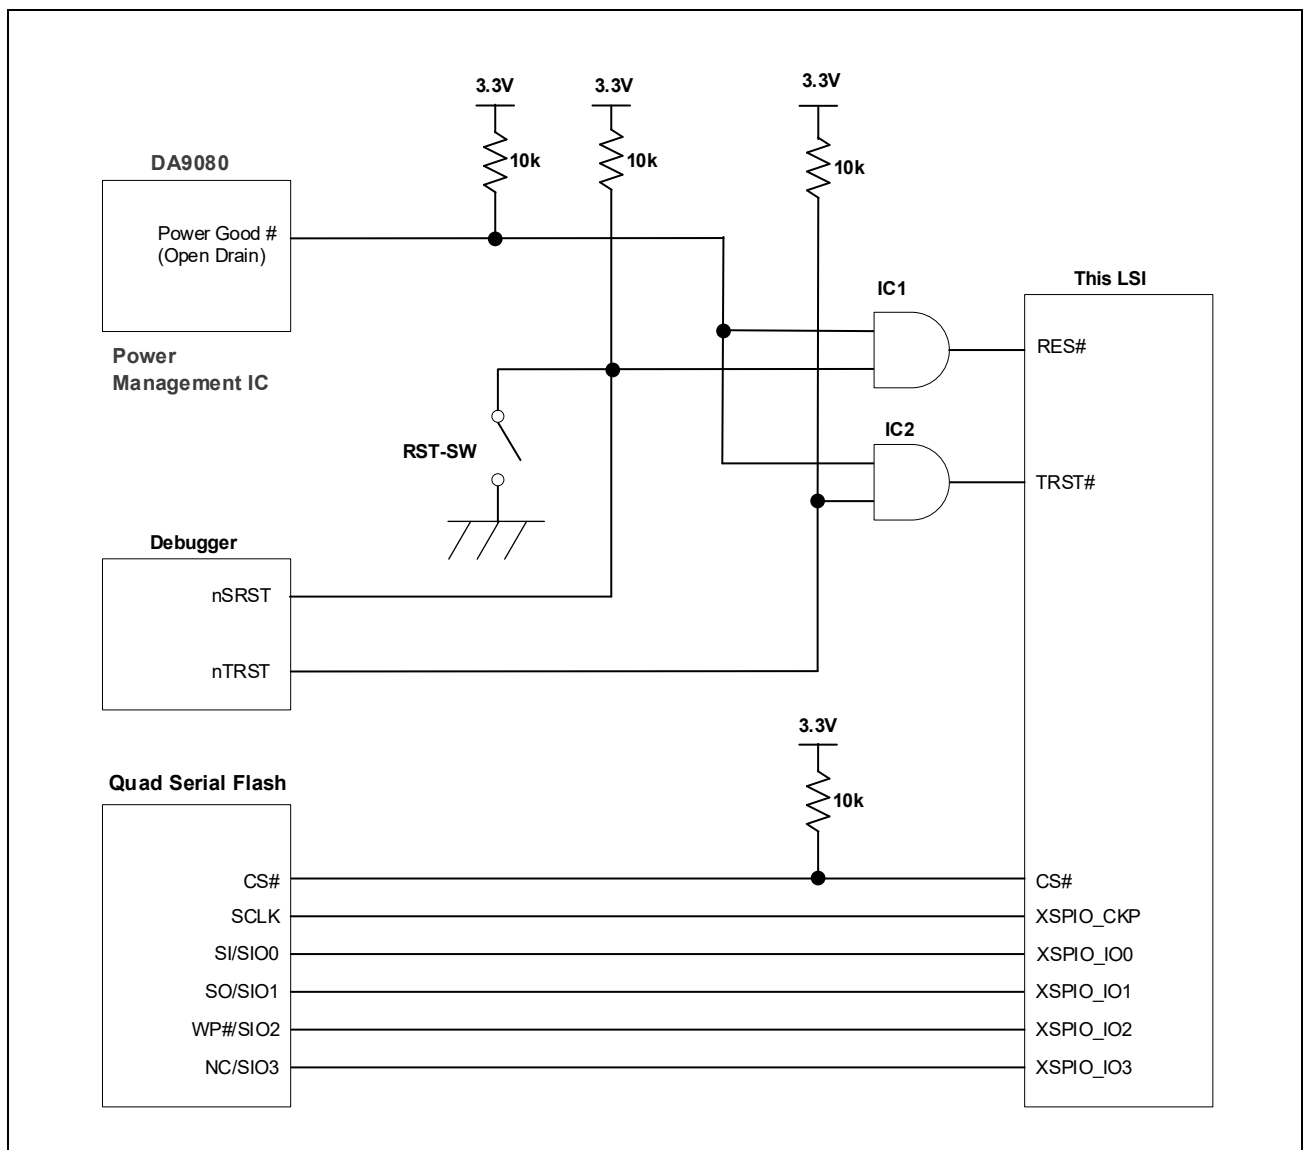 3.3V
3.3V
3.3V
10k
10k
10k
DA9080
Power Good #
(Open Drain)
Power
Management IC
IC1
This LSI
RES#
IC2
RST-SW
TRST#
Debugger
nSRST
nTRST
3.3V
10k
Quad Serial Flash
CS#
CS#
SCLK
XSPIO_CKP
SI/SIO0
XSPIO_IO0
SO/SIO1
XSPIO_IO1
WP#/SIO2
XSPIO_IO2
NC/SIO3
XSPIO_IO3